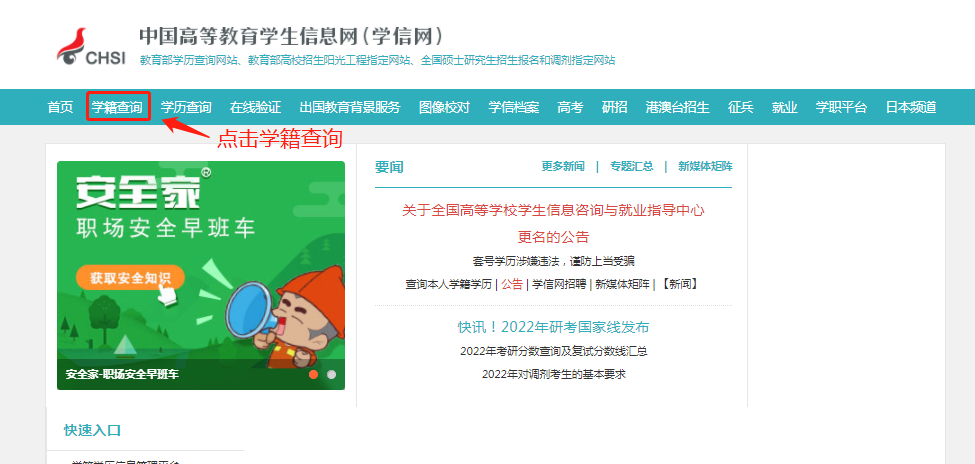 中国高等教育学生信息网(学信网)
CHSI
教育部学历查询网站、教育部高校招生阳光工程指定网站、全国硕士研究生招生报名和调剂指定网站
首页 学籍查询 学历查询 在线验证 出国教育背景服务 图像校对 学信档案 高考 研招 港澳台招生 征兵 就业 学职平台 日本频道
点击学籍查询
安全家®
职场安全早班车
获取安全知识
安全家-职场安全早班车
要闻 更多新闻 | 专题汇总 | 新媒体矩阵
关于全国高等学校学生信息咨询与就业指导中心
更名的公告
套号学历涉嫌违法,谨防上当受骗
查询本人学籍学历 | 公告 | 学信网招聘 | 新媒体矩阵 | 【新闻】
快讯!2022年研考国家线发布
2022年考研分数查询及复试分数线汇总
2022年对调剂考生的基本要求
快速入口
学籍学历信息管理平台